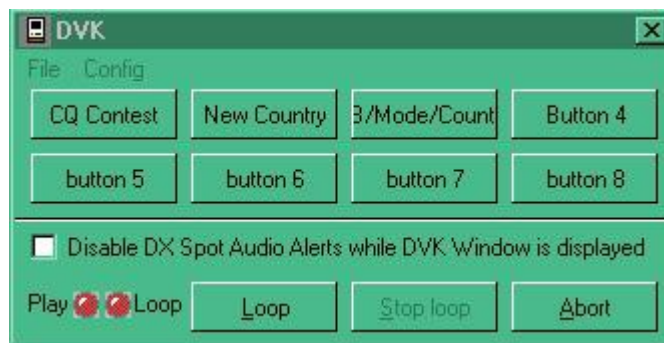 DVK
File Config
CQ Contest New Country 3/Mode/Count Button 4
button 5 button 6 button 7 button 8
Disable DX Spot Audio Alerts while DVK Window is displayed
Play Loop Loop Stop loop Abort